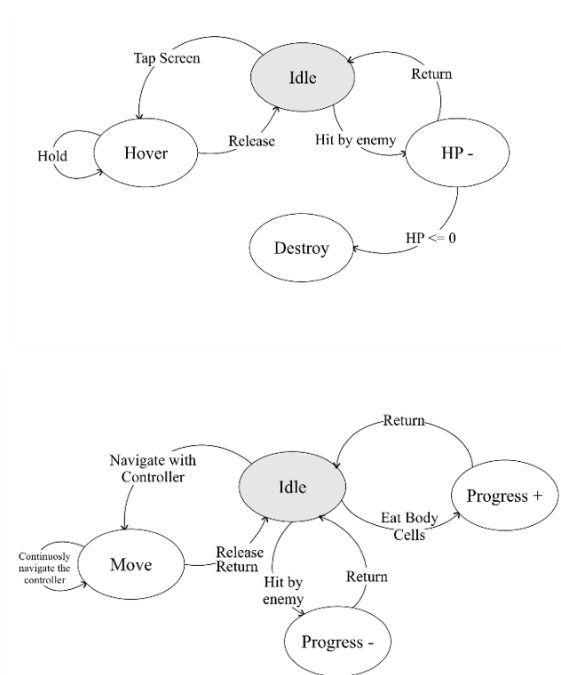 Tap Screen
Idle
Return
Hold
Hover
Release
Hit by enemy
HP -
Destroy
HP <= 0
Return
Navigate with
Controller
Idle
Progress +
Eat Body
Cells
Continuosly
navigate the
controller
Move
Release
Return
Hit by
enemy
Return
Progress -